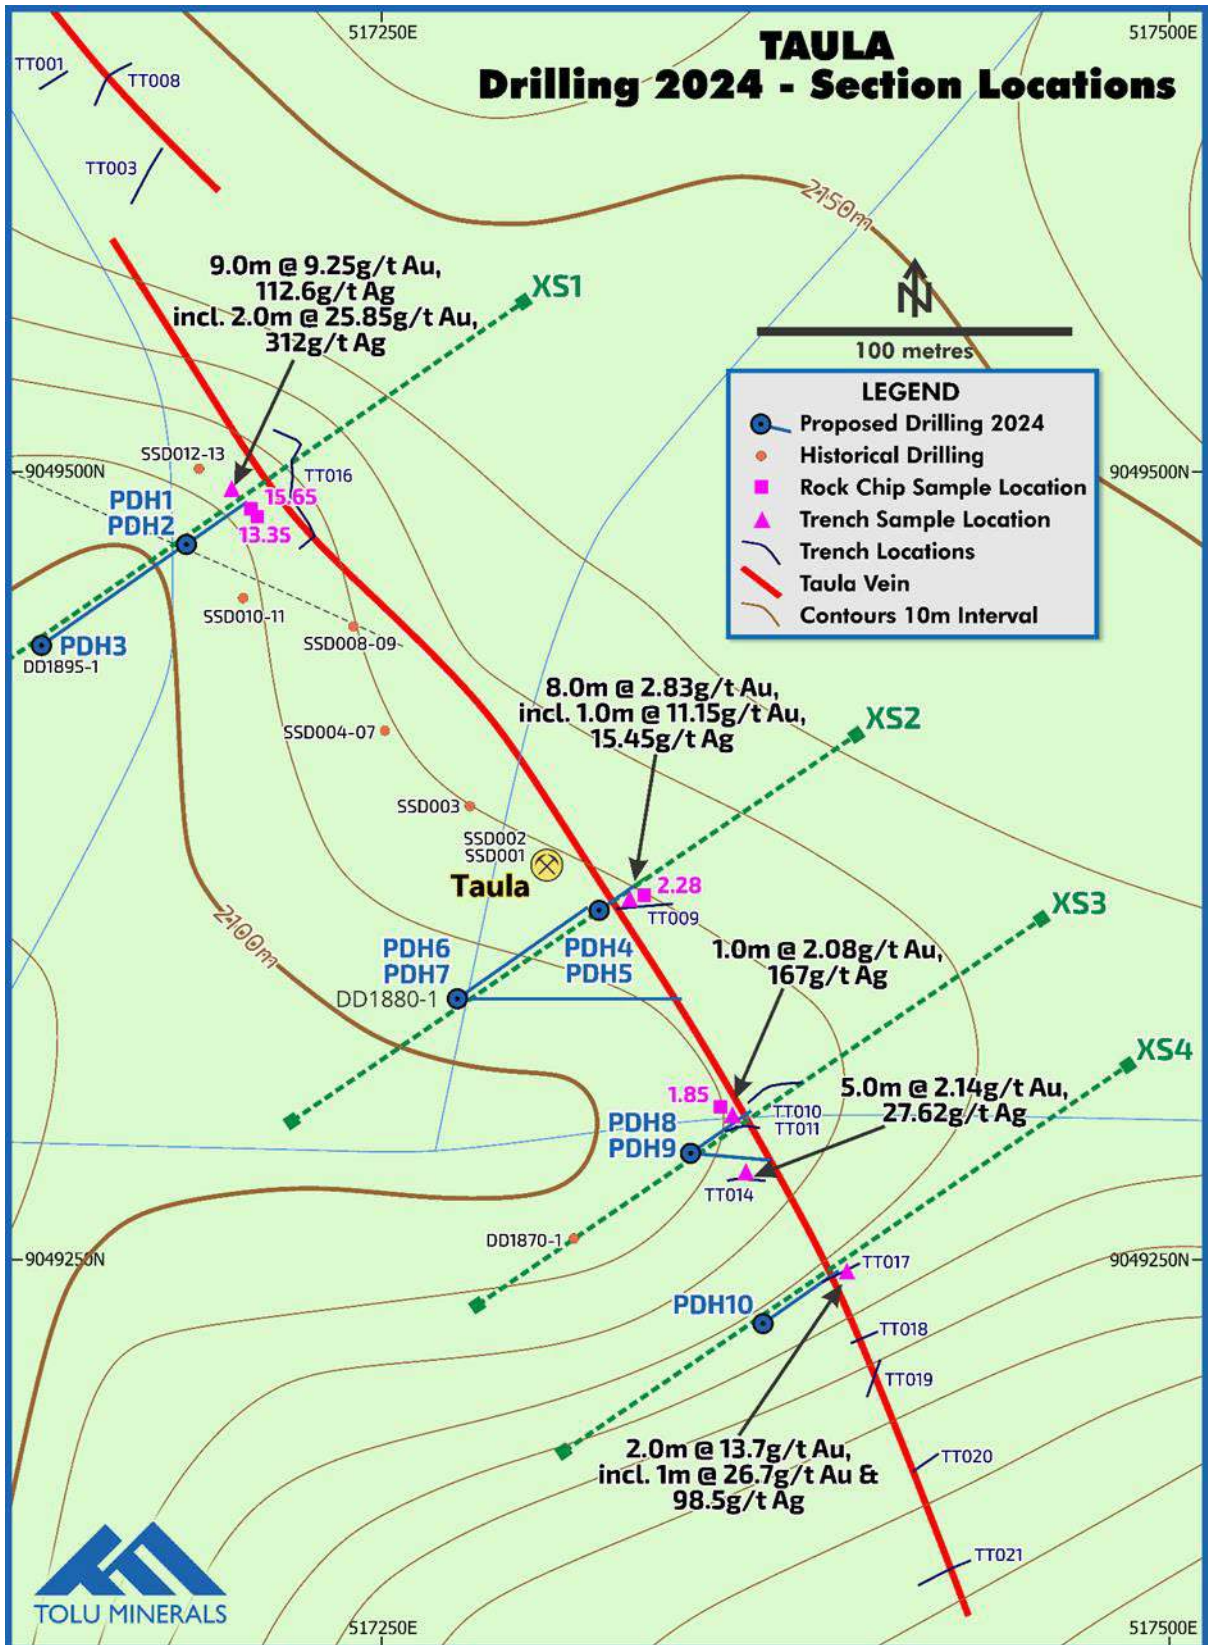 517250E
517500E
TAULA
Drilling 2024 - Section Locations
TT001
TT008
TT003
2150m
9.0m @ 9.25g/t Au,
112.6g/t Ag
incl. 2.0m @ 25.85g/t Au,
312g/t Ag
XS1
N
100 metres
LEGEND
Proposed Drilling 2024
Historical Drilling
Rock Chip Sample Location
Trench Sample Location
Trench Locations
Taula Vein
Contours 10m Interval
SSD012-13
9049500N
9049500N
TT016
15.65
13.35
PDH1
PDH2
SSD010-11
SSD008-09
PDH3
DD1895-1
8.0m @ 2.83g/t Au,
incl. 1.0m @ 11.15g/t Au,
15.45g/t Ag
XS2
SSD004-07
SSD003
SSD002
SSD001
Taula
2.28
TT009
2100m
PDH6
PDH7
PDH4
PDH5
DD1880-1
XS3
1.0m @ 2.08g/t Au,
167g/t Ag
XS4
5.0m @ 2.14g/t Au,
27.62g/t Ag
1.85
TT010
TT011
PDH8
PDH9
TT014
DD1870-1
9049250N
9049250N
TT017
PDH10
TT018
TT019
2.0m @ 13.7g/t Au,
incl. 1m @ 26.7g/t Au &
98.5g/t Ag
TT020
TT021
TOLU MINERALS
517250E
517500E